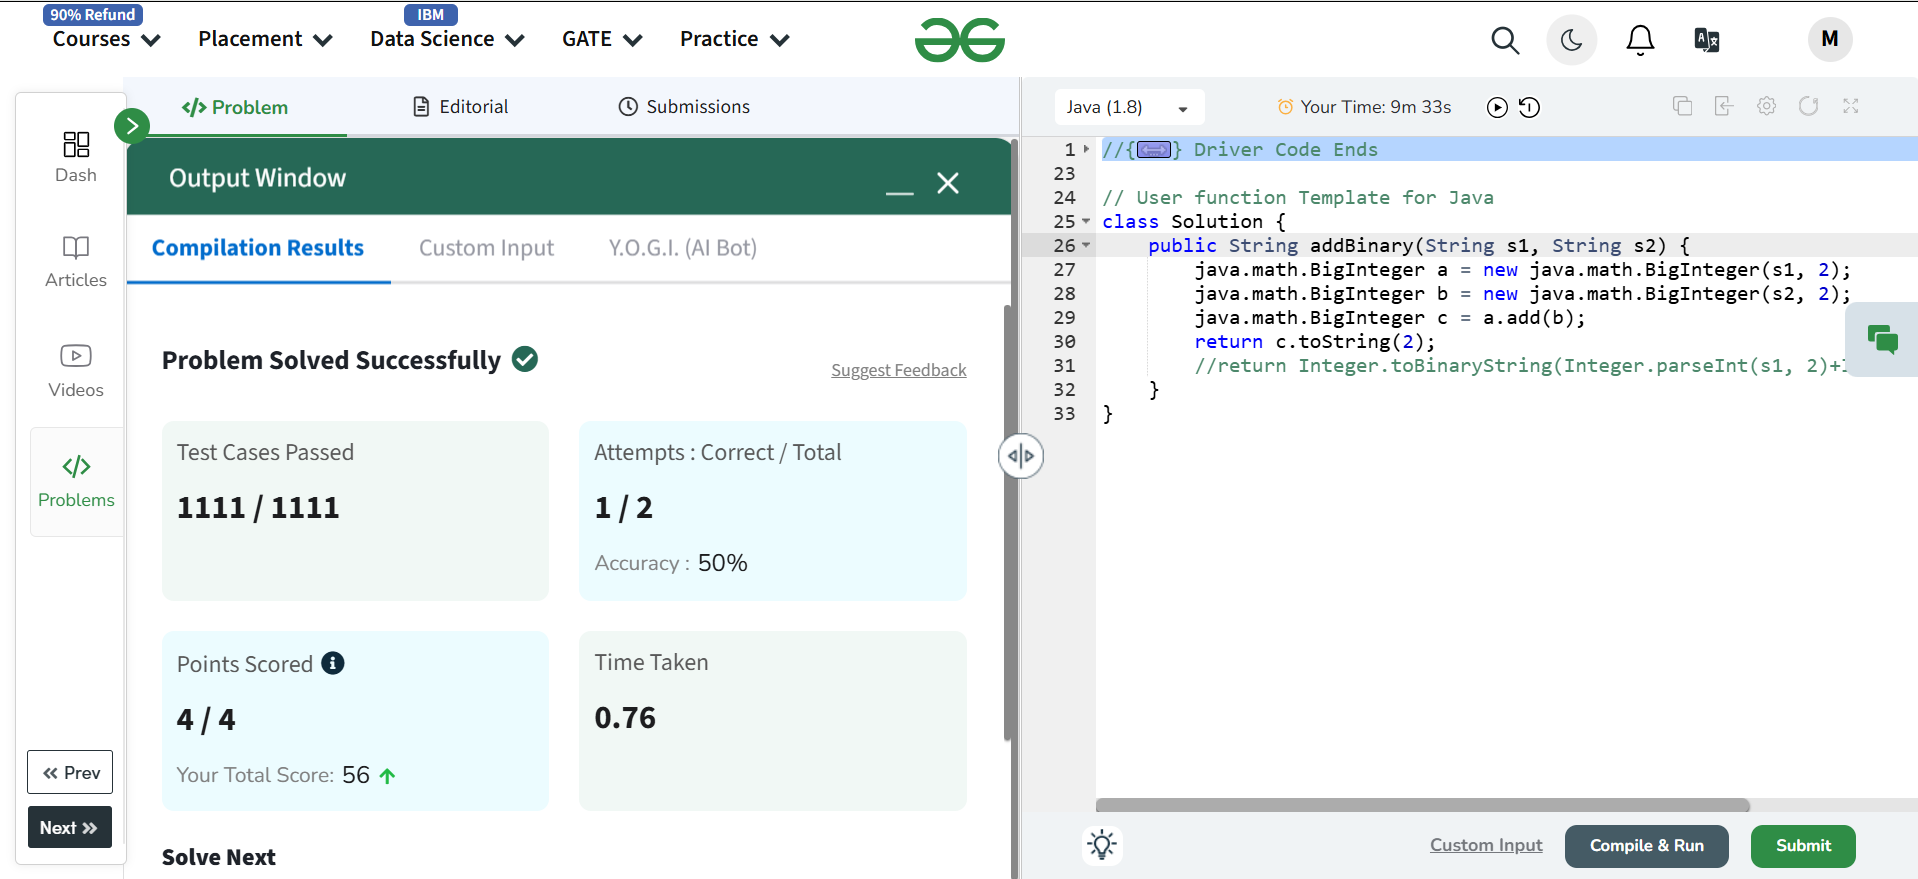 90% Refund
IBM
Courses
Placement
Data Science
GATE
Practice
M
Dash
Articles
Videos
Problems
Prev
Next
</> Problem
Editorial
Submissions
Output Window
Compilation Results
Custom Input
Y.O.G.I. (AI Bot)
Problem Solved Successfully
Suggest Feedback
Test Cases Passed
1111 / 1111
Attempts : Correct / Total
1 / 2
Accuracy : 50%
Points Scored
4 / 4
Your Total Score: 56
Time Taken
0.76
Solve Next
Java (1.8)
Your Time: 9m 33s
1 //{ } Driver Code Ends
23
24 // User function Template for Java
25 class Solution {
26 public String addBinary(String s1, String s2) {
27 java.math.BigInteger a = new java.math.BigInteger(s1, 2);
28 java.math.BigInteger b = new java.math.BigInteger(s2, 2);
29 java.math.BigInteger c = a.add(b);
30 return c.toString(2);
31 //return Integer.toBinaryString(Integer.parseInt(s1, 2)+
32 }
33 }
Custom Input
Compile & Run
Submit